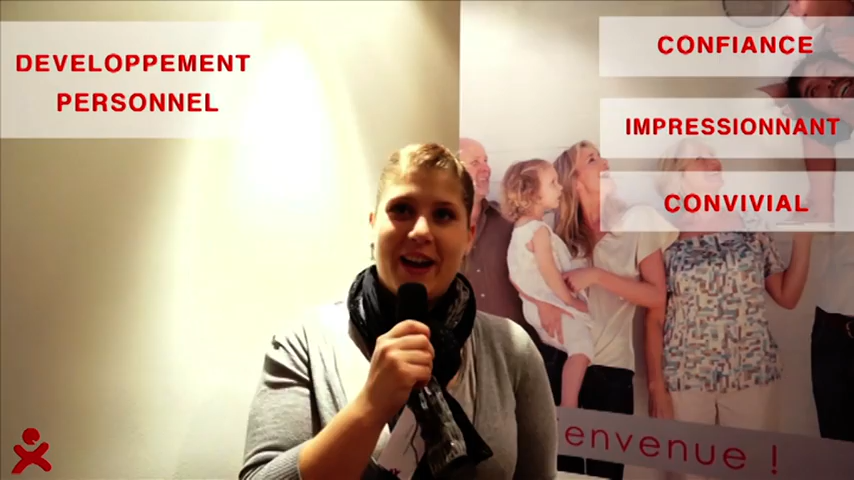 DEVELOPPEMENT
PERSONNEL
CONFIANCE
IMPRESSIONNANT
CONVIVIAL
envenue !